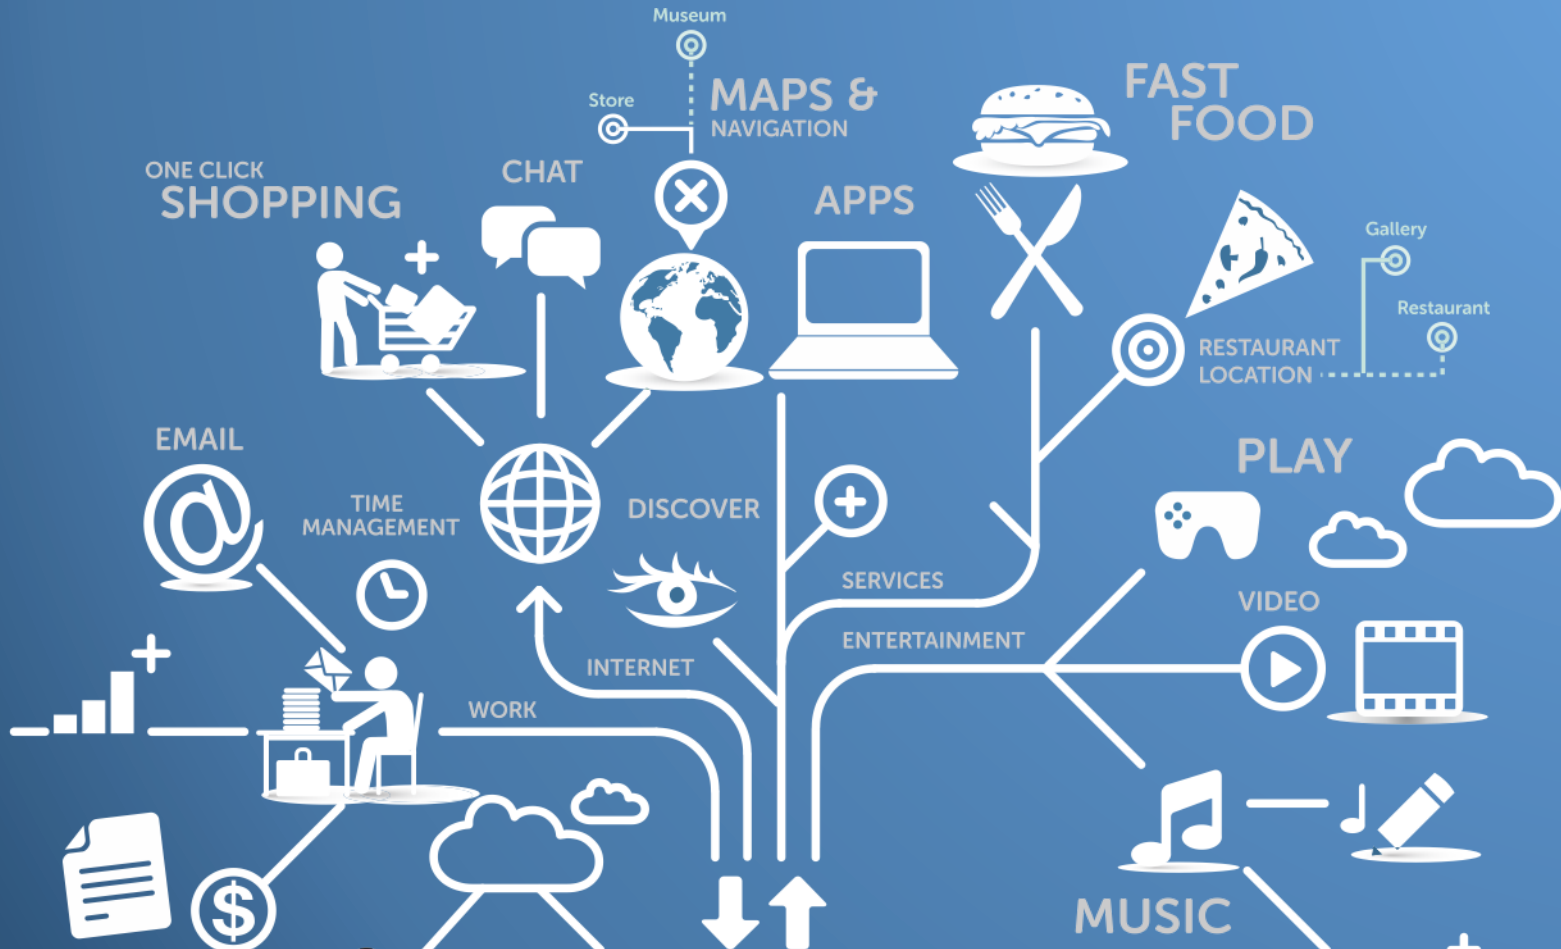 Museum
Store
MAPS &
NAVIGATION
FAST
FOOD
ONE CLICK
SHOPPING
CHAT
APPS
Gallery
Restaurant
RESTAURANT
LOCATION
EMAIL
TIME
MANAGEMENT
DISCOVER
PLAY
SERVICES
VIDEO
ENTERTAINMENT
INTERNET
WORK
$
MUSIC